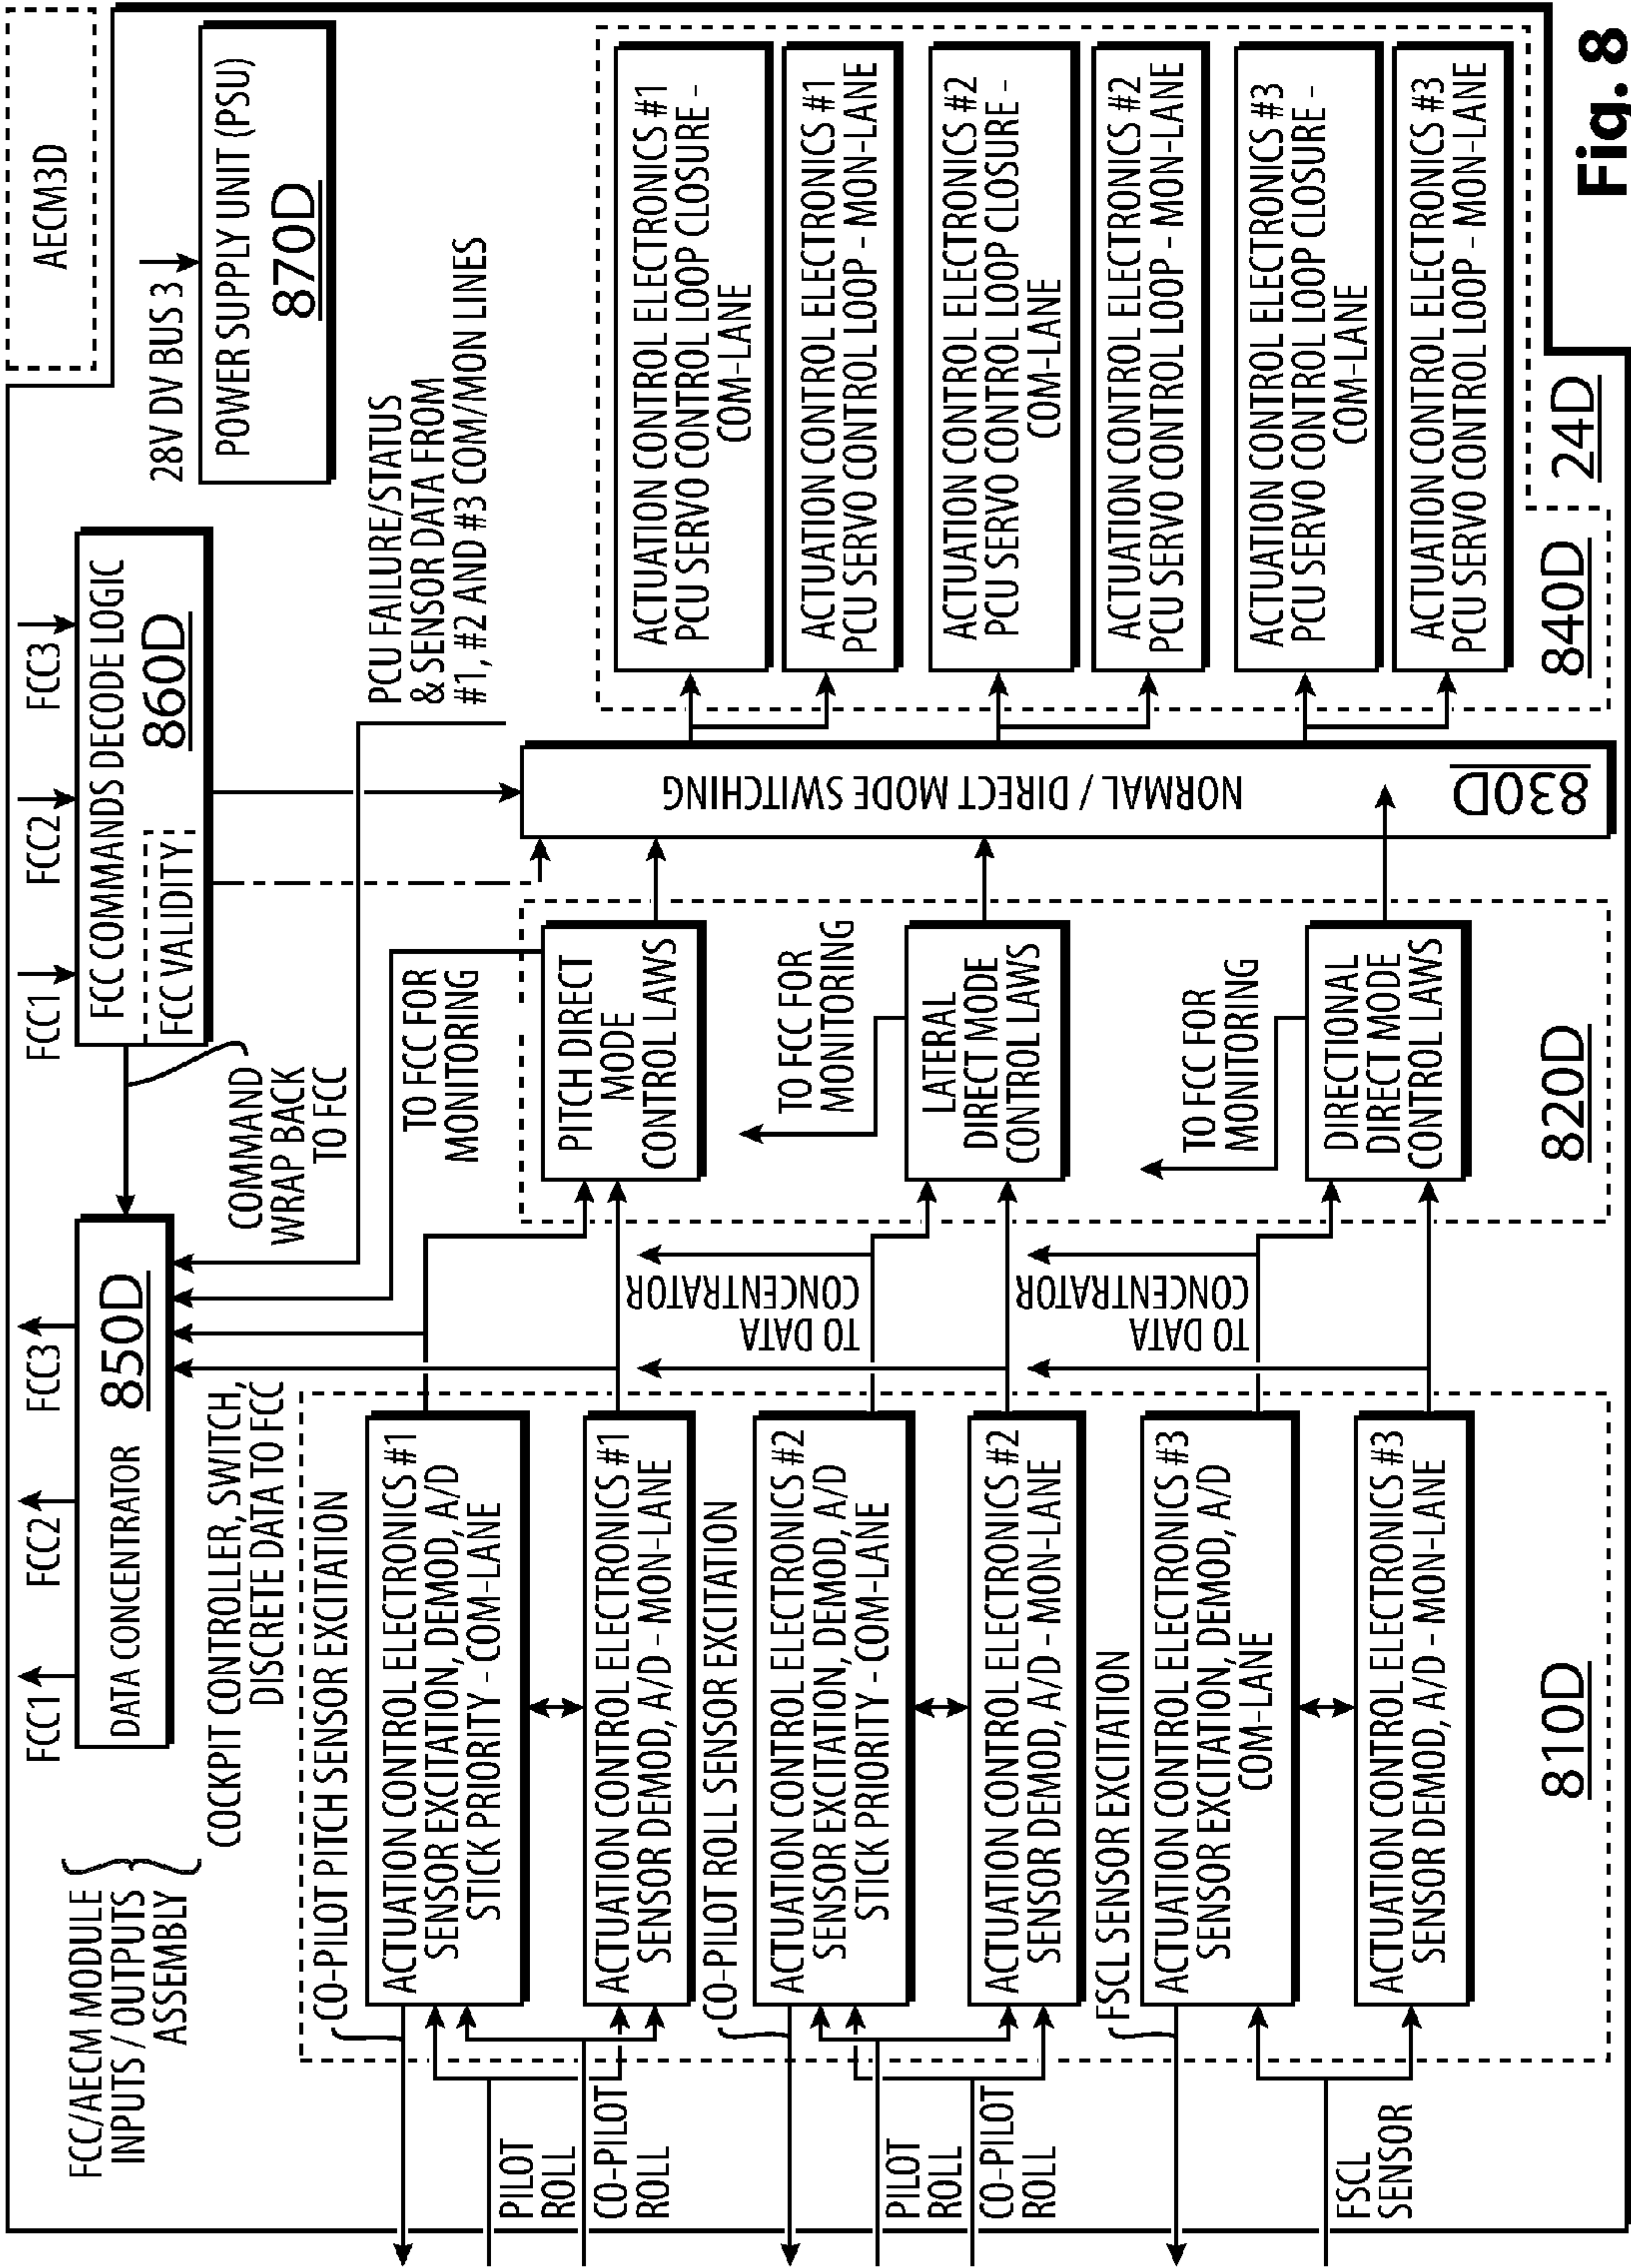 AECM3D
FCC/AECM MODULE
INPUTS / OUTPUTS
ASSEMBLY
FCC1
FCC2
FCC3
DATA CONCENTRATOR
850D
COMMAND
WRAP BACK
TO FCC
FCC1
FCC2
FCC3
FCC COMMANDS DECODE LOGIC
FCC VALIDITY
860D
28V DV BUS 3
POWER SUPPLY UNIT (PSU)
870D
COCKPIT CONTROLLER, SWITCH,
DISCRETE DATA TO FCC
TO FCC FOR
MONITORING
PCU FAILURE/STATUS
& SENSOR DATA FROM
#1, #2 AND #3 COM/MON LINES
CO-PILOT PITCH SENSOR EXCITATION
ACTUATION CONTROL ELECTRONICS #1
SENSOR EXCITATION, DEMOD, A/D
STICK PRIORITY - COM-LANE
ACTUATION CONTROL ELECTRONICS #1
SENSOR DEMOD, A/D - MON-LANE
PILOT
ROLL
CO-PILOT
ROLL
CO-PILOT ROLL SENSOR EXCITATION
ACTUATION CONTROL ELECTRONICS #2
SENSOR EXCITATION, DEMOD, A/D
STICK PRIORITY - COM-LANE
ACTUATION CONTROL ELECTRONICS #2
SENSOR DEMOD, A/D - MON-LANE
PILOT
ROLL
CO-PILOT
ROLL
FSCL SENSOR EXCITATION
ACTUATION CONTROL ELECTRONICS #3
SENSOR EXCITATION, DEMOD, A/D
COM-LANE
ACTUATION CONTROL ELECTRONICS #3
SENSOR DEMOD, A/D - MON-LANE
FSCL
SENSOR
810D
TO DATA
CONCENTRATOR
TO DATA
CONCENTRATOR
PITCH DIRECT
MODE
CONTROL LAWS
TO FCC FOR
MONITORING
LATERAL
DIRECT MODE
CONTROL LAWS
TO FCC FOR
MONITORING
DIRECTIONAL
DIRECT MODE
CONTROL LAWS
820D
NORMAL / DIRECT MODE SWITCHING
830D
ACTUATION CONTROL ELECTRONICS #1
PCU SERVO CONTROL LOOP CLOSURE -
COM-LANE
ACTUATION CONTROL ELECTRONICS #1
PCU SERVO CONTROL LOOP - MON-LANE
ACTUATION CONTROL ELECTRONICS #2
PCU SERVO CONTROL LOOP CLOSURE -
COM-LANE
ACTUATION CONTROL ELECTRONICS #2
PCU SERVO CONTROL LOOP - MON-LANE
ACTUATION CONTROL ELECTRONICS #3
PCU SERVO CONTROL LOOP CLOSURE -
COM-LANE
ACTUATION CONTROL ELECTRONICS #3
PCU SERVO CONTROL LOOP - MON-LANE
840D
24D
Fig. 8